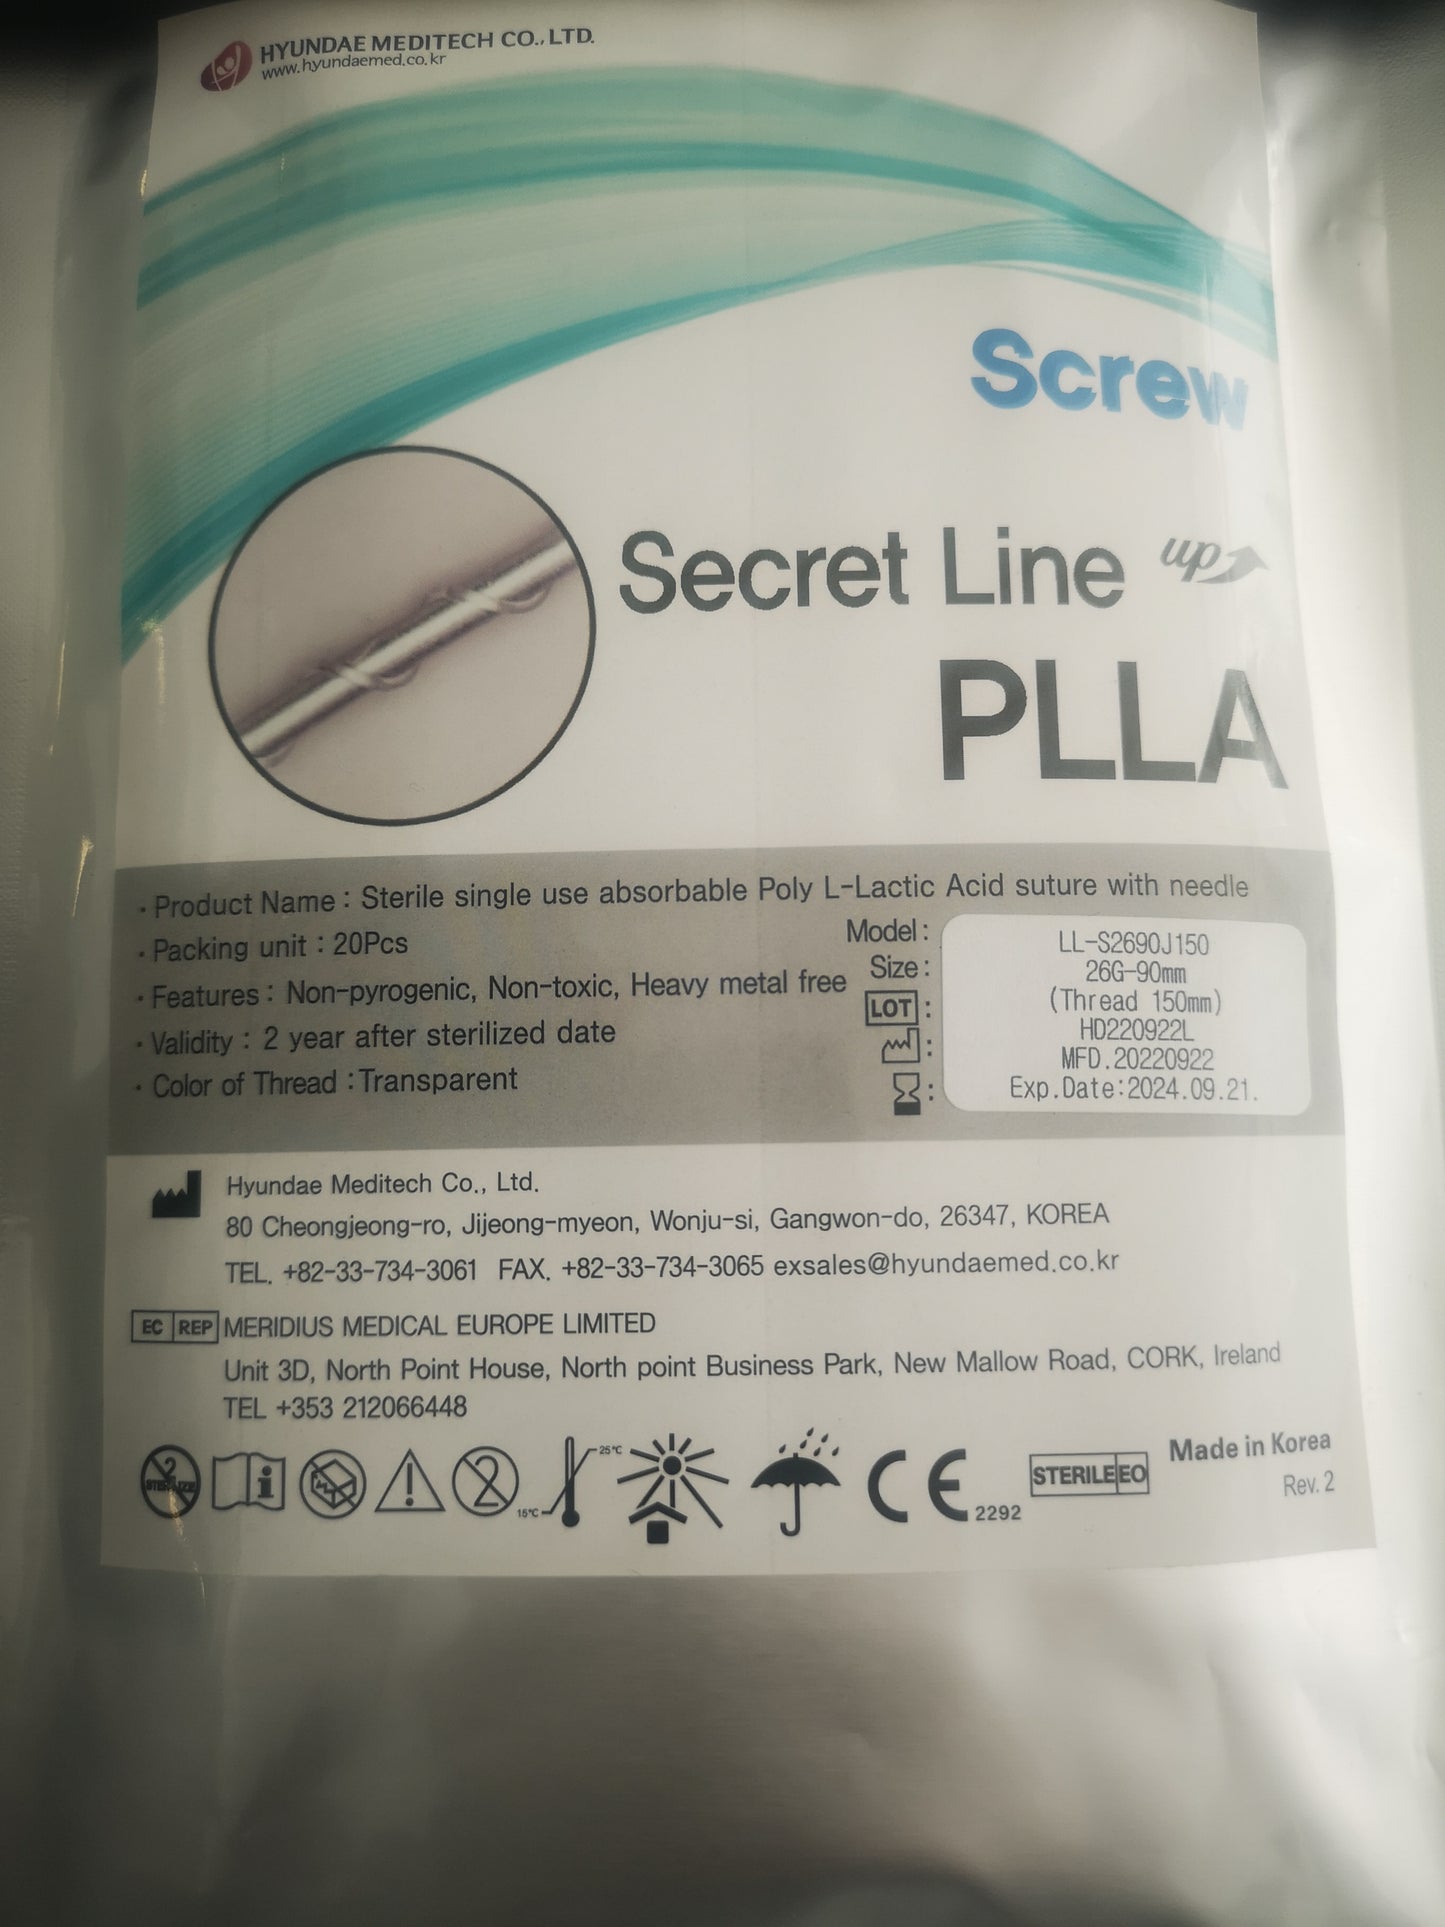 HYUNDAE MEDITECH CO., LTD.
www.hyundaemed.co.kr
Screw
Secret Line up
PLLA
· Product Name : Sterile single use absorbable Poly L-Lactic Acid suture with needle
· Packing unit : 20Pcs
· Features : Non-pyrogenic, Non-toxic, Heavy metal free
· Validity : 2 year after sterilized date
· Color of Thread : Transparent
Model : LL-S2690J150
Size : 26G-90mm
(Thread 150mm)
LOT : HD220922L
: MFD.20220922
: Exp.Date:2024.09.21.
Hyundae Meditech Co., Ltd.
80 Cheongjeong-ro, Jijeong-myeon, Wonju-si, Gangwon-do, 26347, KOREA
TEL. +82-33-734-3061 FAX. +82-33-734-3065 exsales@hyundaemed.co.kr
EC REP MERIDIUS MEDICAL EUROPE LIMITED
Unit 3D, North Point House, North point Business Park, New Mallow Road, CORK, Ireland
TEL +353 212066448
2 STERILIZE i ! 2 15℃ 25℃ CE 2292 STERILE EO Made in Korea
Rev. 2